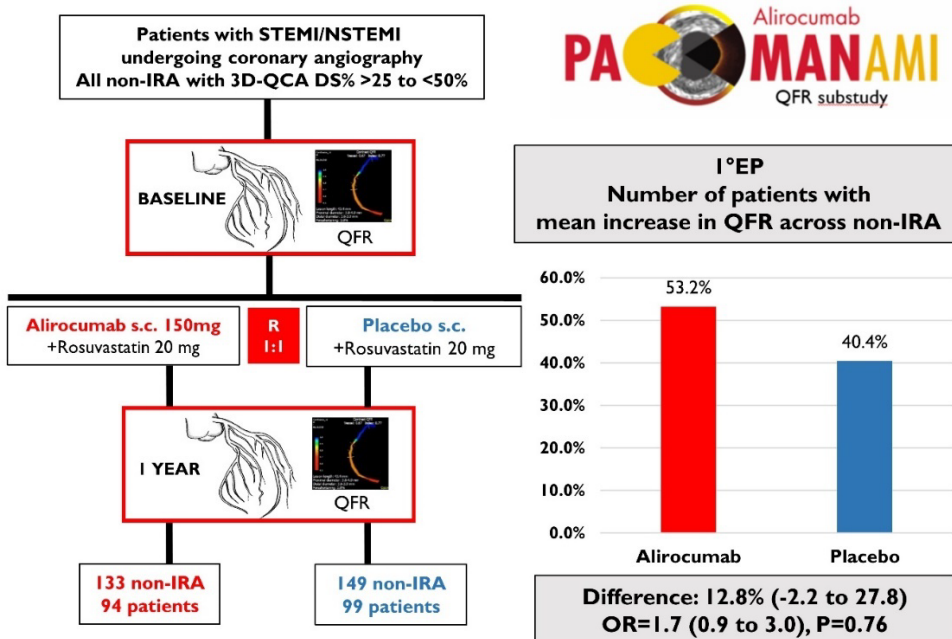 Patients with STEMI/NSTEMI
undergoing coronary angiography
All non-IRA with 3D-QCA DS% >25 to <50%
Alirocumab
PA MANAMI
QFR substudy
BASELINE
QFR
Alirocumab s.c. 150mg
+Rosuvastatin 20 mg
R
1:1
Placebo s.c.
+Rosuvastatin 20 mg
1 YEAR
QFR
133 non-IRA
94 patients
149 non-IRA
99 patients
1°EP
Number of patients with
mean increase in QFR across non-IRA
60.0%
50.0%
40.0%
30.0%
20.0%
10.0%
0.0%
53.2%
40.4%
Alirocumab
Placebo
Difference: 12.8% (-2.2 to 27.8)
OR=1.7 (0.9 to 3.0), P=0.76